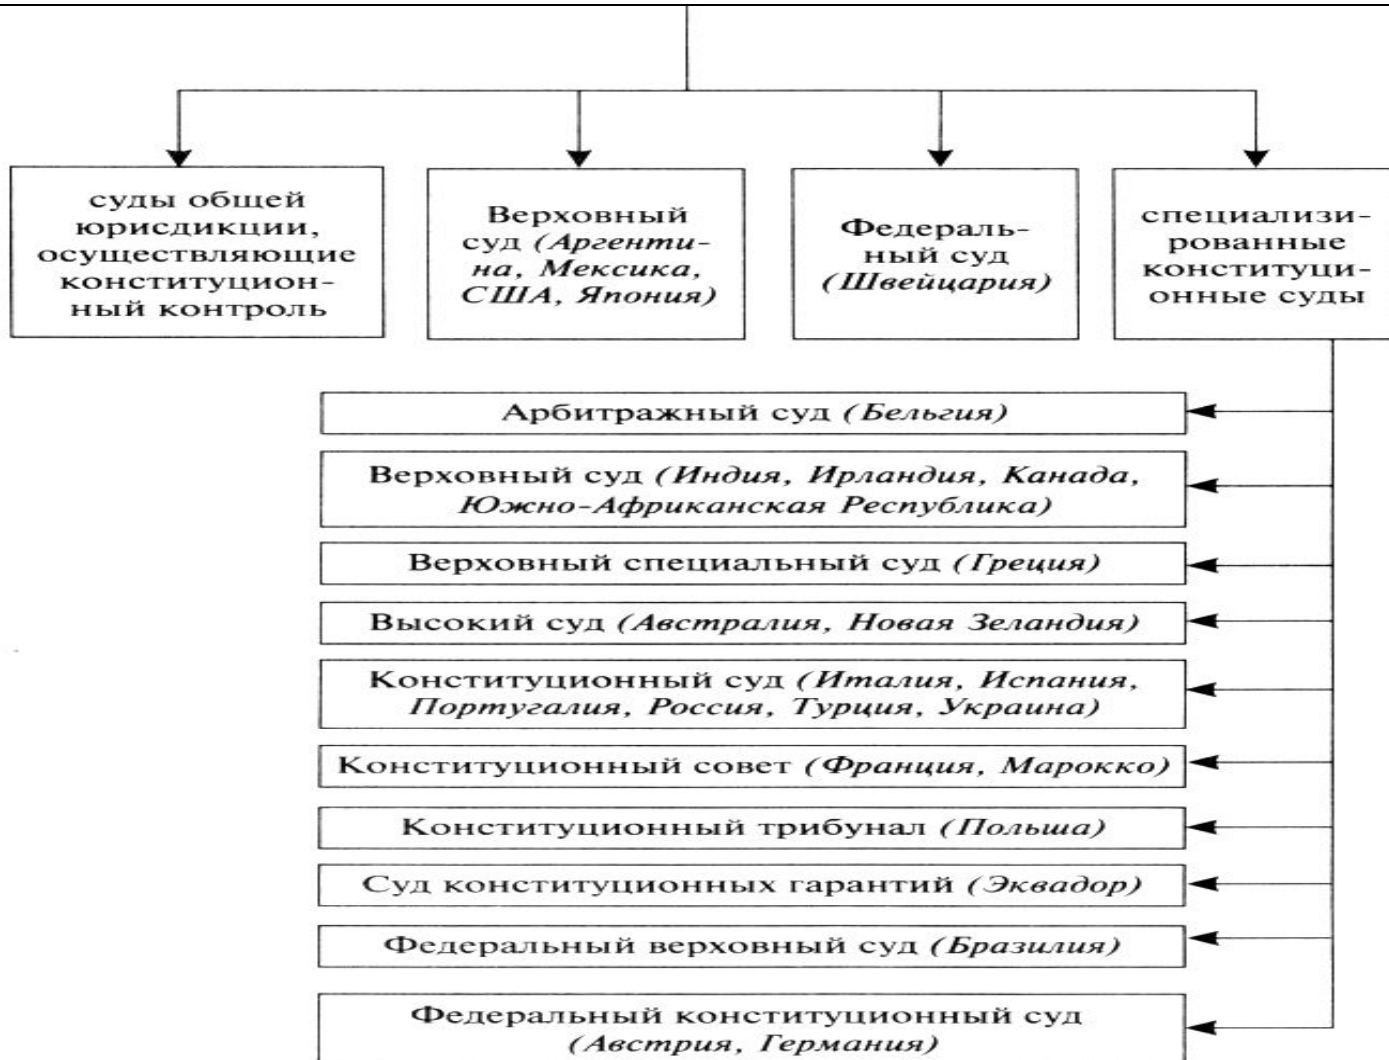 суды общей
юрисдикции,
осуществляющие
конституцион-
ный контроль
Верховный
суд (Аргенти-
на, Мексика,
США, Япония)
Федераль-
ный суд
(Швейцария)
специализи-
рованные
конституци-
онные суды
Арбитражный суд (Бельгия)
Верховный суд (Индия, Ирландия, Канада,
Южно-Африканская Республика)
Верховный специальный суд (Греция)
Высокий суд (Австралия, Новая Зеландия)
Конституционный суд (Италия, Испания,
Португалия, Россия, Турция, Украина)
Конституционный совет (Франция, Марокко)
Конституционный трибунал (Польша)
Суд конституционных гарантий (Эквадор)
Федеральный верховный суд (Бразилия)
Федеральный конституционный суд
(Австрия, Германия)